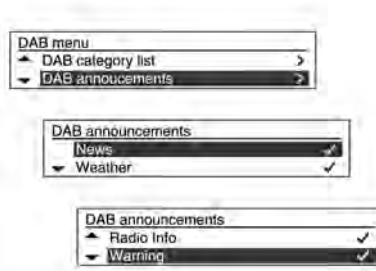 DAB menu
DAB category list
DAB annoucements
DAB announcements
News
Weather
DAB announcements
Radio Info
Warning